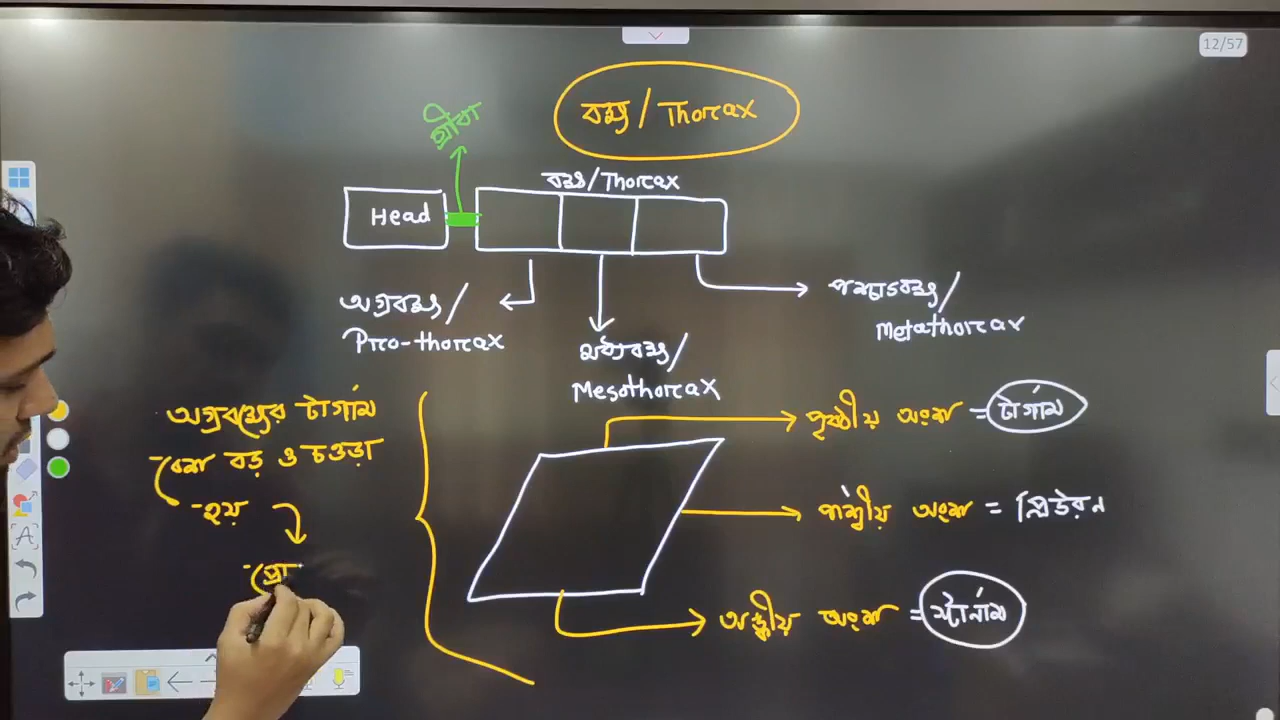 12/57
বক্ষ / Thorax
গ্রীবা
বক্ষ/Thorax
Head
অগ্রবক্ষ /
Pro-thorax
মধ্যবক্ষ /
Mesothorax
পশ্চাৎবক্ষ /
Metathorax
অগ্রবক্ষের টার্গাম
বেশ বড় ও চওড়া
হয়
প্রো
পৃষ্ঠীয় অংশ = টার্গাম
পার্শ্বীয় অংশ = প্লিউরন
অঙ্কীয় অংশ = স্টার্নাম